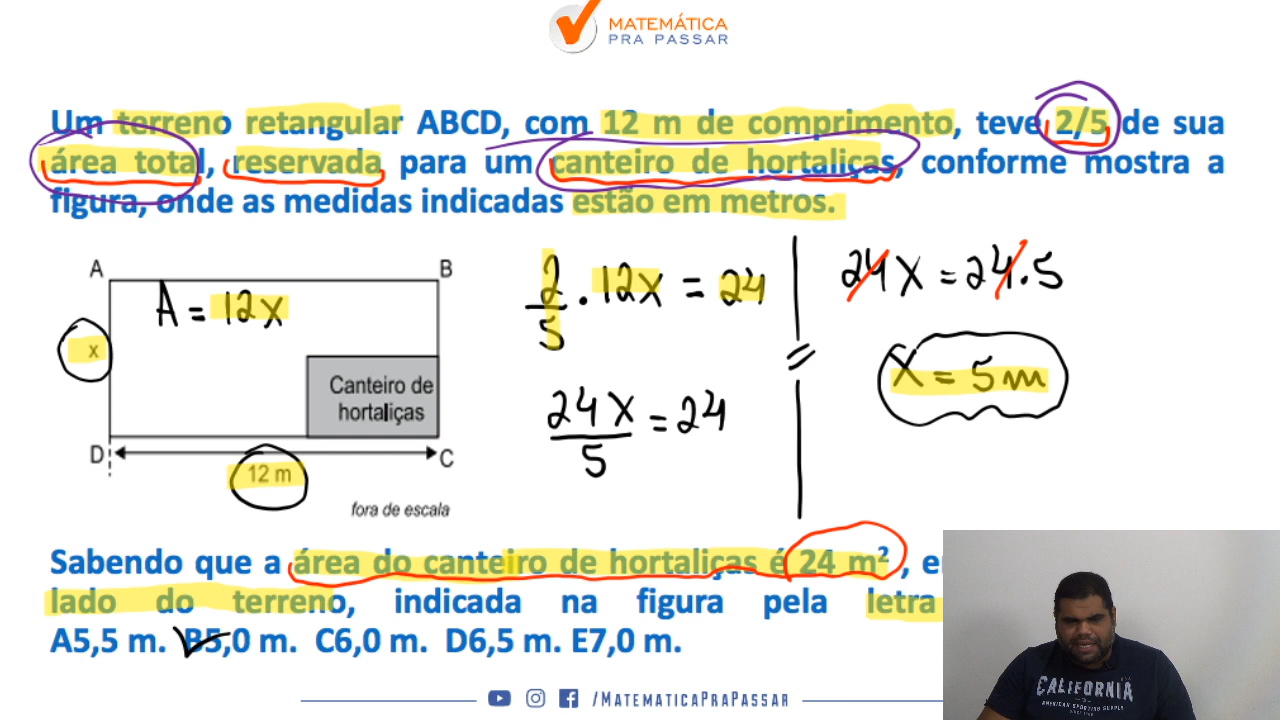 MATEMÁTICA
PRA PASSAR
Um terreno retangular ABCD, com 12 m de comprimento, teve 2/5 de sua
área total, reservada para um canteiro de hortaliças, conforme mostra a
figura, onde as medidas indicadas estão em metros.
A
B
A = 12x
x
Canteiro de
hortaliças
D
C
12 m
fora de escala
2/5 . 12x = 24
24x/5 = 24
24x = 24.5
x = 5m
Sabendo que a área do canteiro de hortaliças é 24 m² , e
lado do terreno, indicada na figura pela letra
A5,5 m. B5,0 m. C6,0 m. D6,5 m. E7,0 m.
/MATEMATICAPRAPASSAR
CALIFORNIA
AMERICAN SPORTING SUPPLY